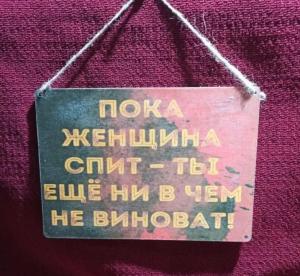 ПОКА
ЖЕНЩИНА
СПИТ – ТЫ
ЕЩЁ НИ В ЧЕМ
НЕ ВИНОВАТ!